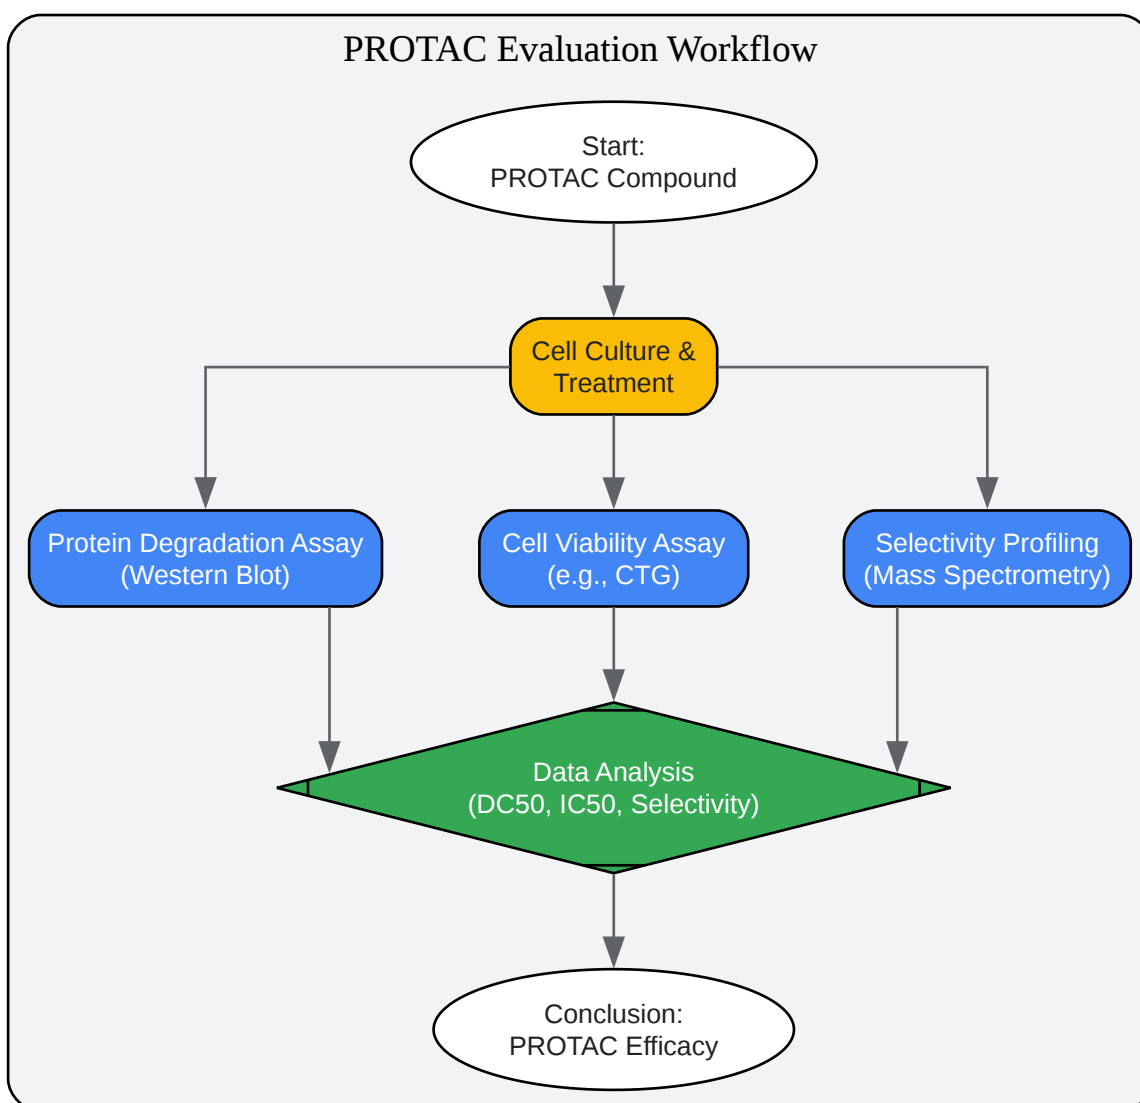 PROTAC Evaluation Workflow
Start:
PROTAC Compound
Cell Culture &
Treatment
Protein Degradation Assay
(Western Blot)
Cell Viability Assay
(e.g., CTG)
Selectivity Profiling
(Mass Spectrometry)
Data Analysis
(DC50, IC50, Selectivity)
Conclusion:
PROTAC Efficacy